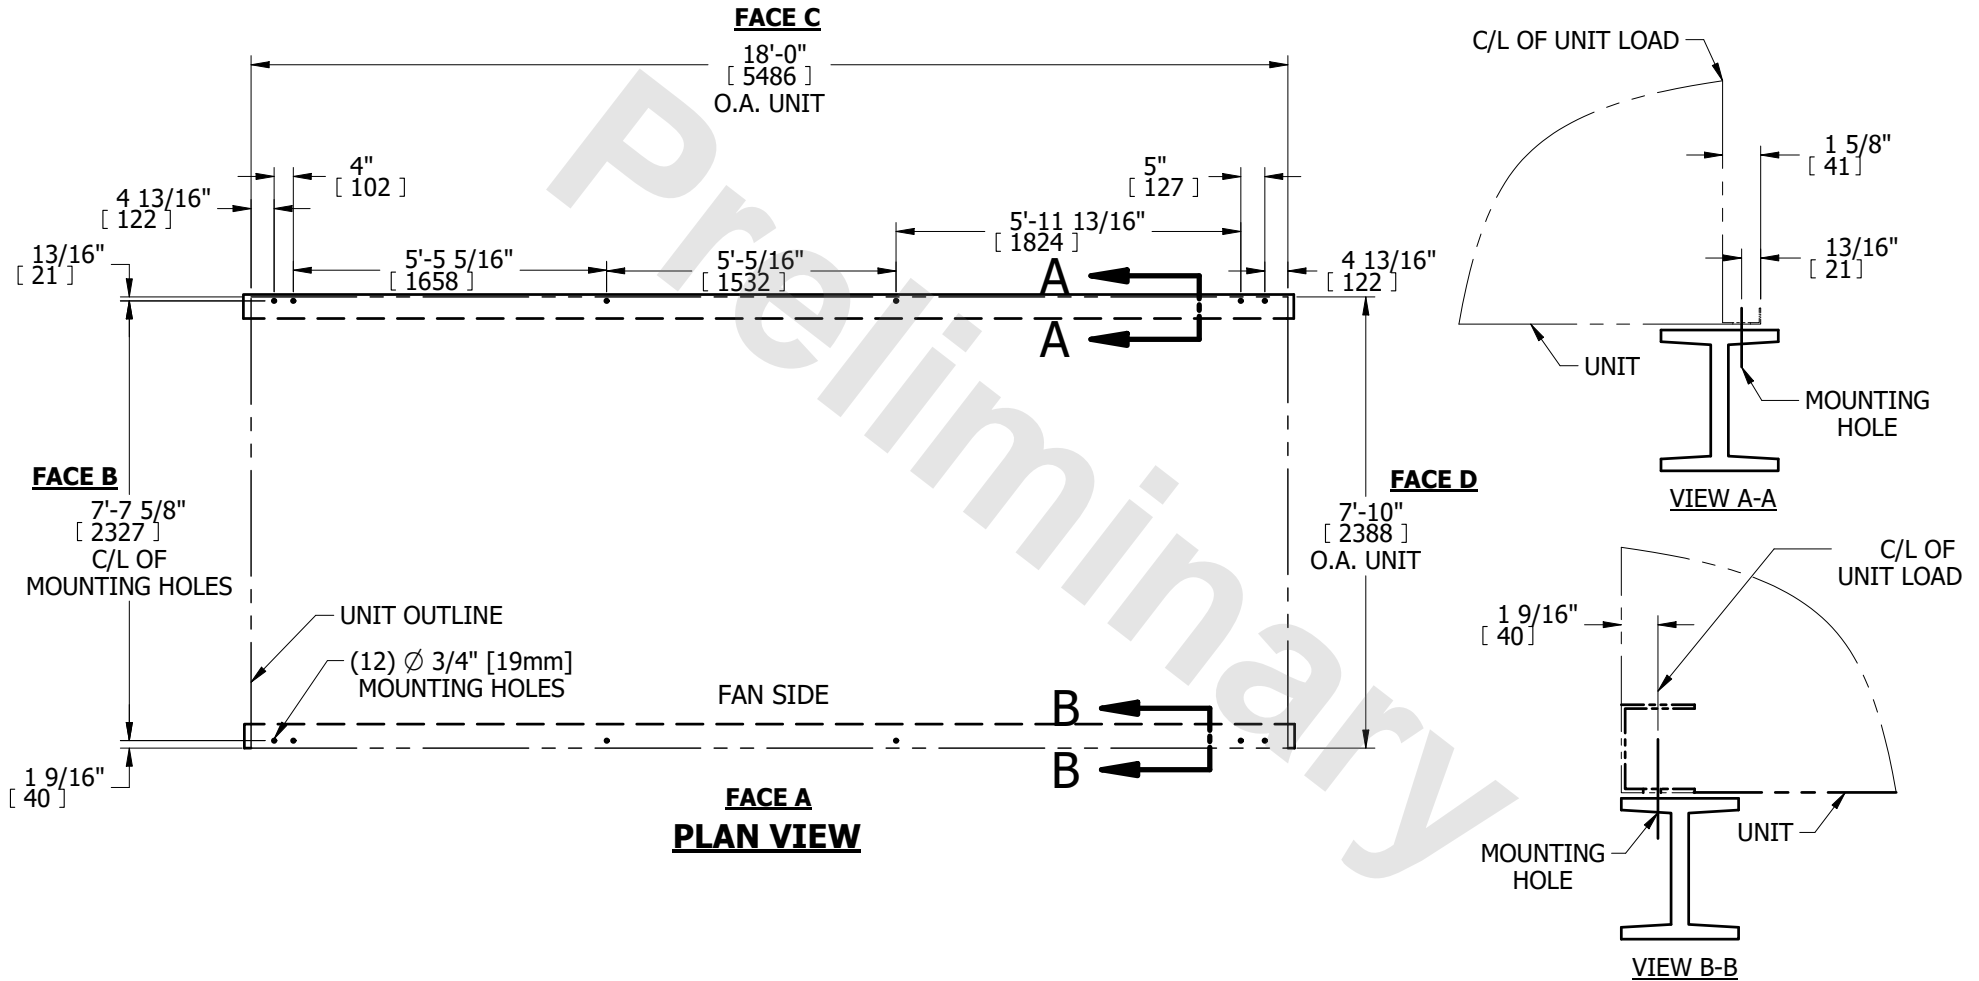 FACE C
18'-0"
[ 5486 ]
O.A. UNIT
4"
[ 102 ]
4 13/16"
[ 122 ]
13/16"
[ 21 ]
5'-5 5/16"
[ 1658 ]
5'-5/16"
[ 1532 ]
5'-11 13/16"
[ 1824 ]
5"
[ 127 ]
4 13/16"
[ 122 ]
A
A
FACE B
7'-7 5/8"
[ 2327 ]
C/L OF
MOUNTING HOLES
FACE D
7'-10"
[ 2388 ]
O.A. UNIT
UNIT OUTLINE
(12) ∅ 3/4" [19mm]
MOUNTING HOLES
FAN SIDE
B
B
1 9/16"
[ 40 ]
FACE A
PLAN VIEW
Preliminary
C/L OF UNIT LOAD
1 5/8"
[ 41 ]
13/16"
[ 21 ]
UNIT
MOUNTING
HOLE
VIEW A-A
C/L OF
UNIT LOAD
1 9/16"
[ 40 ]
UNIT
MOUNTING
HOLE
VIEW B-B